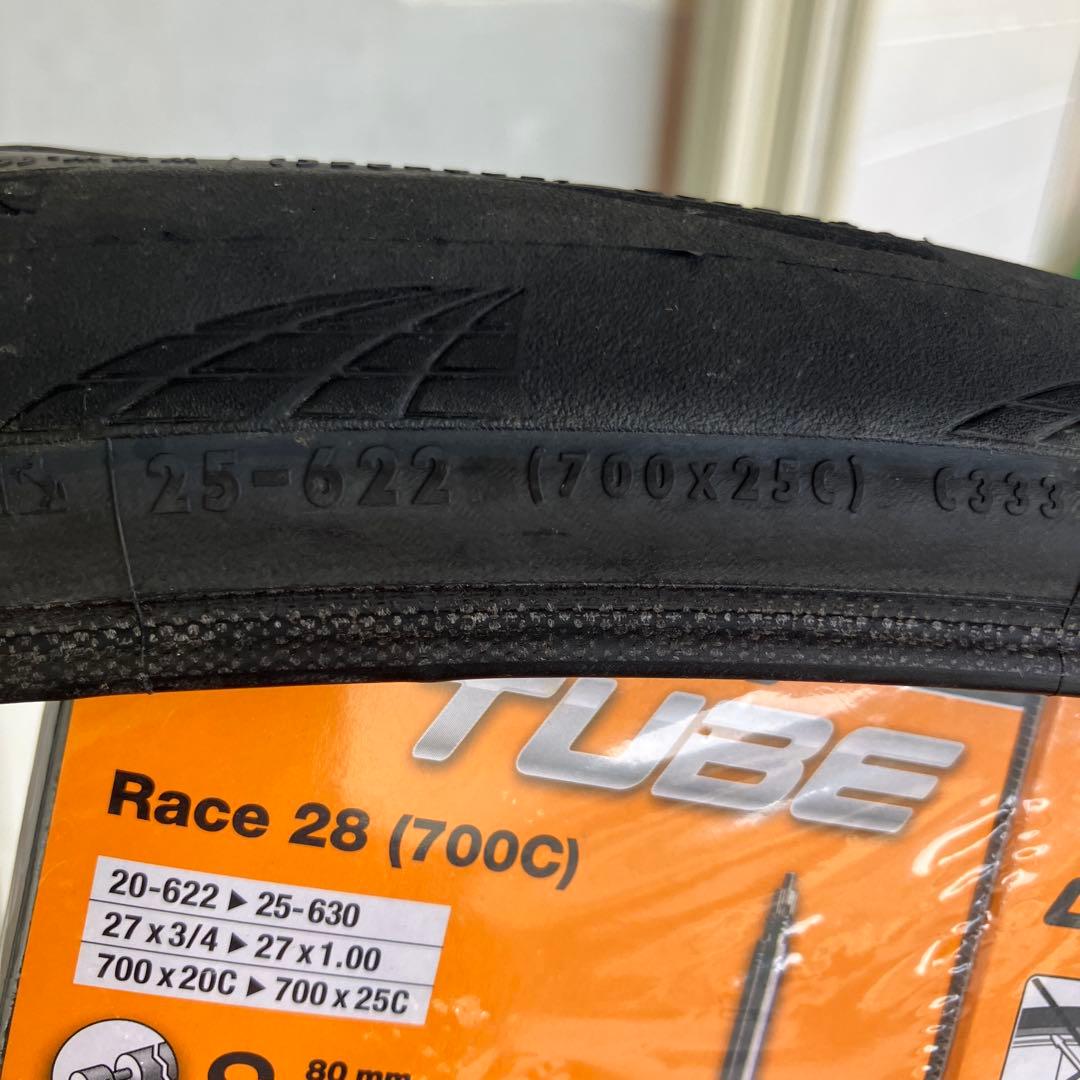 25-622 (700x25C) C333
TUBE
Race 28 (700C)
20-622 ▶ 25-630
27 x 3/4 ▶ 27 x 1.00
700 x 20C ▶ 700 x 25C
80 mm